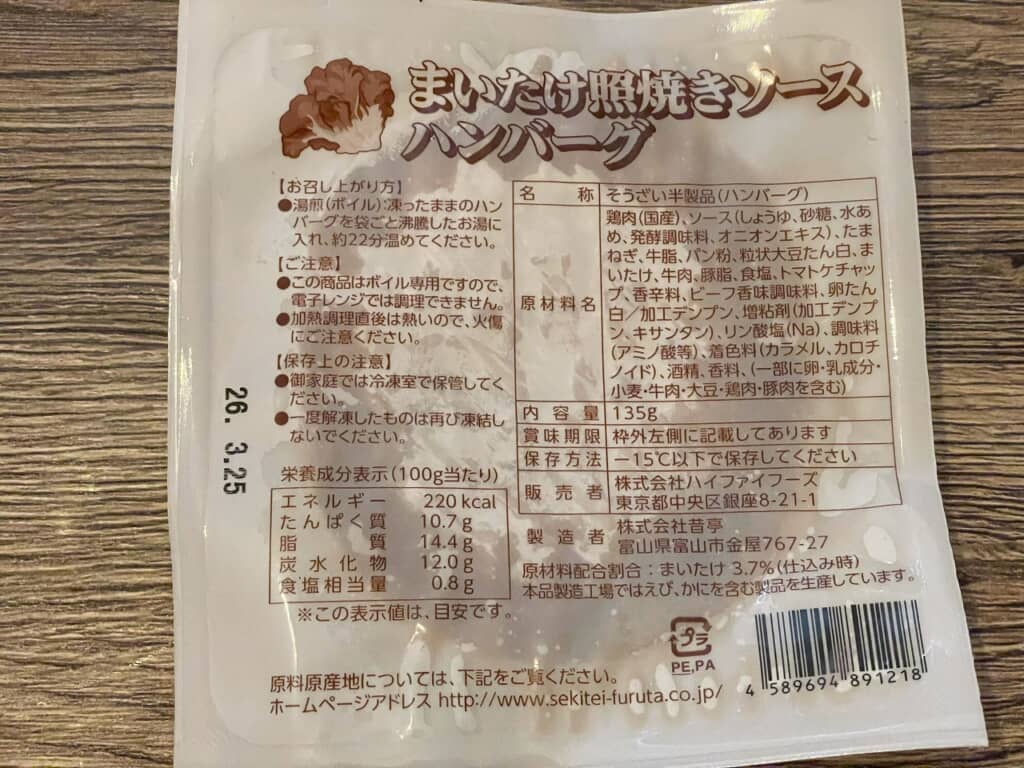 まいたけ照焼きソース
ハンバーグ
【お召し上がり方】
●湯煎(ボイル):凍ったままのハン
バーグを袋ごと沸騰したお湯に
入れ、約22分温めてください。
【ご注意】
●この商品はボイル専用ですので、
電子レンジでは調理できません。
●加熱調理直後は熱いので、火傷
にご注意ください。
【保存上の注意】
●御家庭では冷凍室で保管してく
ださい。
●一度解凍したものは再び凍結し
ないでください。
26. 3.25
栄養成分表示(100g当たり)
エネルギー 220 kcal
たんぱく質 10.7 g
脂質 14.4 g
炭水化物 12.0 g
食塩相当量 0.8 g
※この表示値は、目安です。
名称 そうざい半製品(ハンバーグ)
原材料名 鶏肉(国産)、ソース(しょうゆ、砂糖、水あ
め、発酵調味料、オニオンエキス)、たま
ねぎ、牛脂、パン粉、粒状大豆たん白、ま
いたけ、牛肉、豚脂、食塩、トマトケチャッ
プ、香辛料、ビーフ香味調味料、卵たん
白/加工デンプン、増粘剤(加工デンプ
ン、キサンタン)、リン酸塩(Na)、調味料
(アミノ酸等)、着色料(カラメル、カロチ
ノイド)、酒精、香料、(一部に卵・乳成分・
小麦・牛肉・大豆・鶏肉・豚肉を含む)
内容量 135g
賞味期限 枠外左側に記載してあります
保存方法 −15℃以下で保存してください
販売者 株式会社ハイファイフーズ
東京都中央区銀座8-21-1
製造者 株式会社昔亭
富山県富山市金屋767-27
原材料配合割合:まいたけ 3.7%(仕込み時)
本品製造工場ではえび、かにを含む製品を生産しています。
プラ
PE,PA
4 589694 891218
原料原産地については、下記をご覧ください。
ホームページアドレス http://www.sekitei-furuta.co.jp/